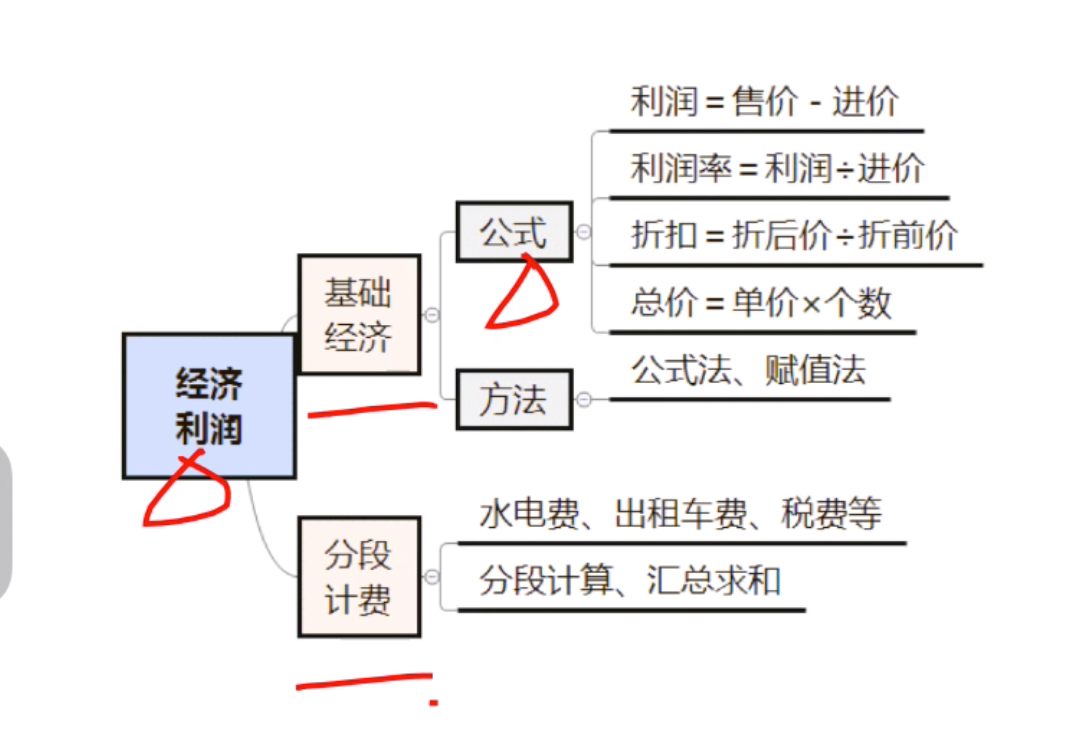 利润=售价 - 进价
利润率=利润÷进价
折扣=折后价÷折前价
总价=单价×个数
公式
基础
经济
公式法、赋值法
方法
经济
利润
水电费、出租车费、税费等
分段计算、汇总求和
分段
计费